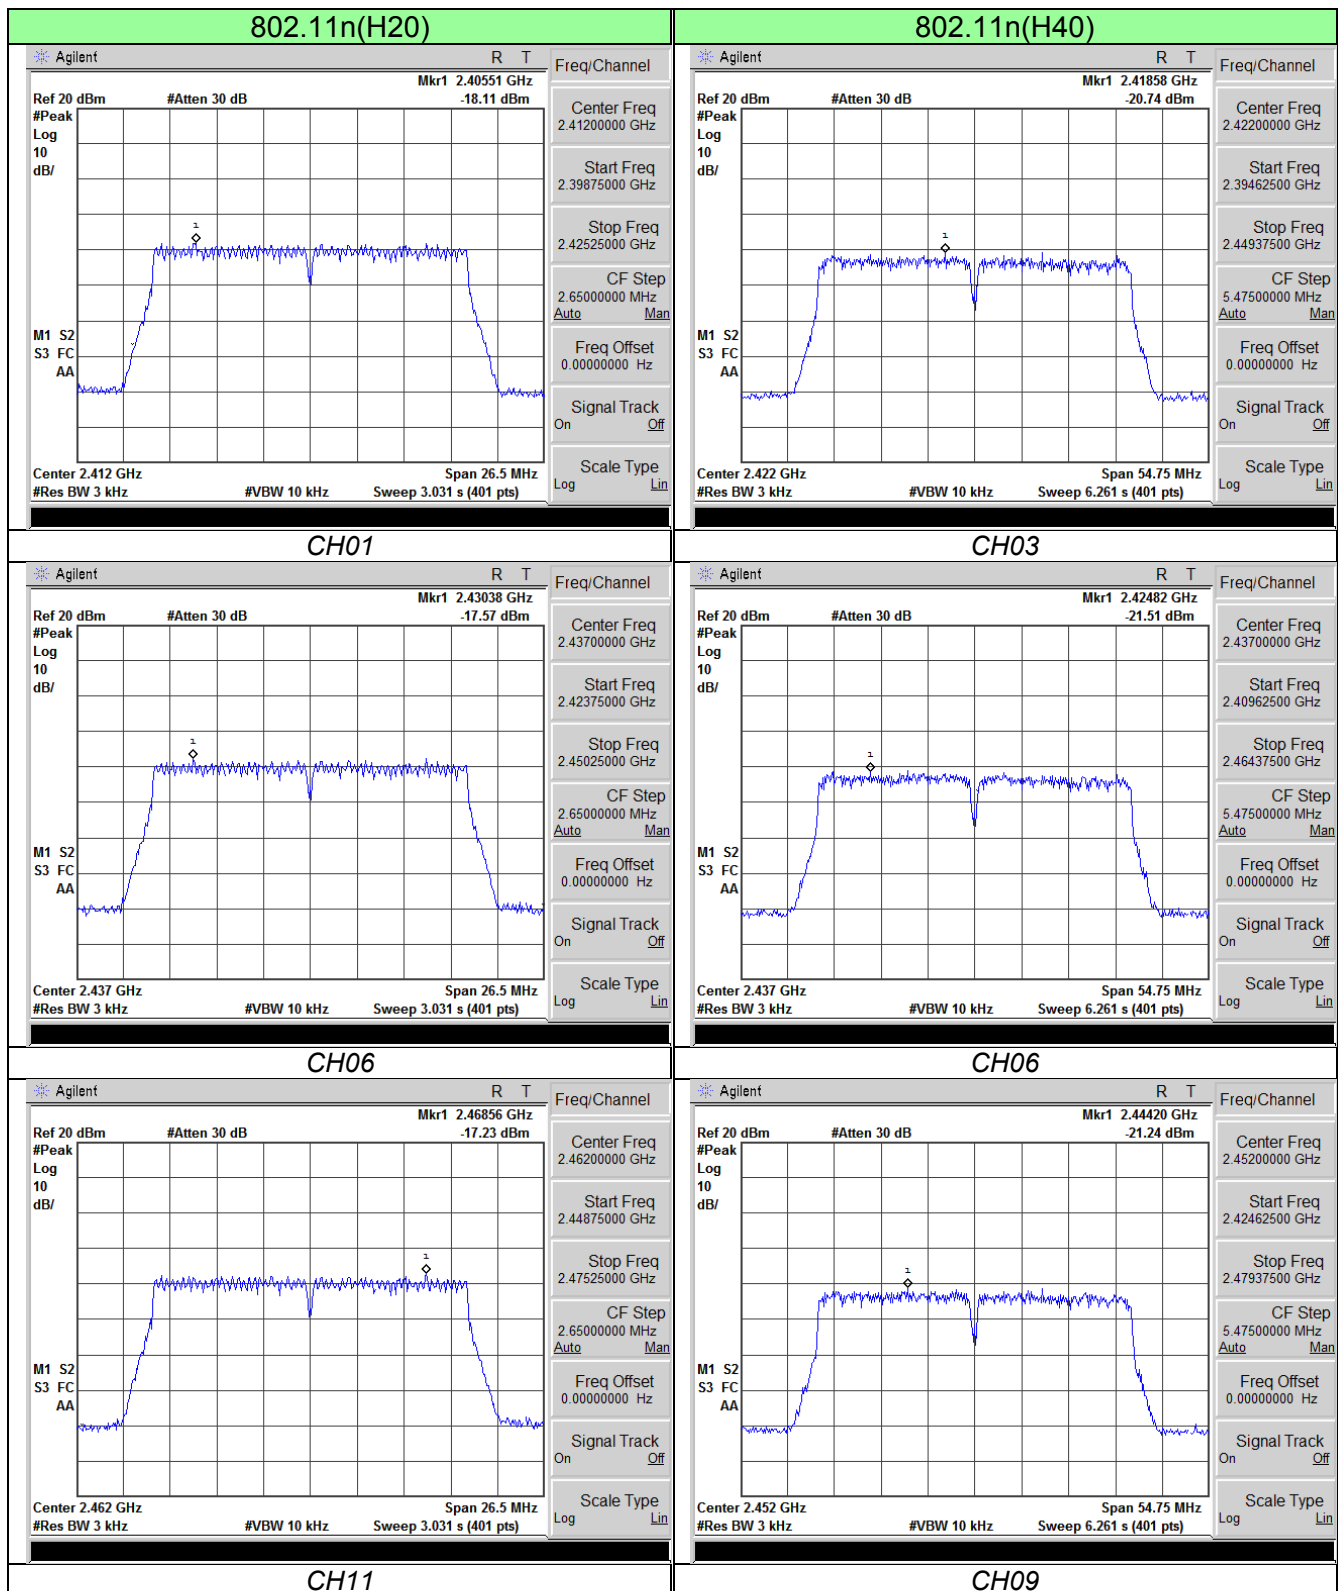 802.11n(H20)
802.11n(H40)
Agilent
R T
Mkr1 2.40551 GHz
Ref 20 dBm
#Atten 30 dB
-18.11 dBm
#Peak
Log
10
dB/
1
M1 S2
S3 FC
AA
Center 2.412 GHz
Span 26.5 MHz
#Res BW 3 kHz
#VBW 10 kHz
Sweep 3.031 s (401 pts)
Freq/Channel
Center Freq
2.41200000 GHz
Start Freq
2.39875000 GHz
Stop Freq
2.42525000 GHz
CF Step
2.65000000 MHz
Auto Man
Freq Offset
0.00000000 Hz
Signal Track
On Off
Scale Type
Log Lin
Agilent
R T
Mkr1 2.41858 GHz
Ref 20 dBm
#Atten 30 dB
-20.74 dBm
#Peak
Log
10
dB/
1
M1 S2
S3 FC
AA
Center 2.422 GHz
Span 54.75 MHz
#Res BW 3 kHz
#VBW 10 kHz
Sweep 6.261 s (401 pts)
Freq/Channel
Center Freq
2.42200000 GHz
Start Freq
2.39462500 GHz
Stop Freq
2.44937500 GHz
CF Step
5.47500000 MHz
Auto Man
Freq Offset
0.00000000 Hz
Signal Track
On Off
Scale Type
Log Lin
CH01
CH03
Agilent
R T
Mkr1 2.43038 GHz
Ref 20 dBm
#Atten 30 dB
-17.57 dBm
#Peak
Log
10
dB/
1
M1 S2
S3 FC
AA
Center 2.437 GHz
Span 26.5 MHz
#Res BW 3 kHz
#VBW 10 kHz
Sweep 3.031 s (401 pts)
Freq/Channel
Center Freq
2.43700000 GHz
Start Freq
2.42375000 GHz
Stop Freq
2.45025000 GHz
CF Step
2.65000000 MHz
Auto Man
Freq Offset
0.00000000 Hz
Signal Track
On Off
Scale Type
Log Lin
Agilent
R T
Mkr1 2.42482 GHz
Ref 20 dBm
#Atten 30 dB
-21.51 dBm
#Peak
Log
10
dB/
1
M1 S2
S3 FC
AA
Center 2.437 GHz
Span 54.75 MHz
#Res BW 3 kHz
#VBW 10 kHz
Sweep 6.261 s (401 pts)
Freq/Channel
Center Freq
2.43700000 GHz
Start Freq
2.40962500 GHz
Stop Freq
2.46437500 GHz
CF Step
5.47500000 MHz
Auto Man
Freq Offset
0.00000000 Hz
Signal Track
On Off
Scale Type
Log Lin
CH06
CH06
Agilent
R T
Mkr1 2.46856 GHz
Ref 20 dBm
#Atten 30 dB
-17.23 dBm
#Peak
Log
10
dB/
1
M1 S2
S3 FC
AA
Center 2.462 GHz
Span 26.5 MHz
#Res BW 3 kHz
#VBW 10 kHz
Sweep 3.031 s (401 pts)
Freq/Channel
Center Freq
2.46200000 GHz
Start Freq
2.44875000 GHz
Stop Freq
2.47525000 GHz
CF Step
2.65000000 MHz
Auto Man
Freq Offset
0.00000000 Hz
Signal Track
On Off
Scale Type
Log Lin
Agilent
R T
Mkr1 2.44420 GHz
Ref 20 dBm
#Atten 30 dB
-21.24 dBm
#Peak
Log
10
dB/
1
M1 S2
S3 FC
AA
Center 2.452 GHz
Span 54.75 MHz
#Res BW 3 kHz
#VBW 10 kHz
Sweep 6.261 s (401 pts)
Freq/Channel
Center Freq
2.45200000 GHz
Start Freq
2.42462500 GHz
Stop Freq
2.47937500 GHz
CF Step
5.47500000 MHz
Auto Man
Freq Offset
0.00000000 Hz
Signal Track
On Off
Scale Type
Log Lin
CH11
CH09